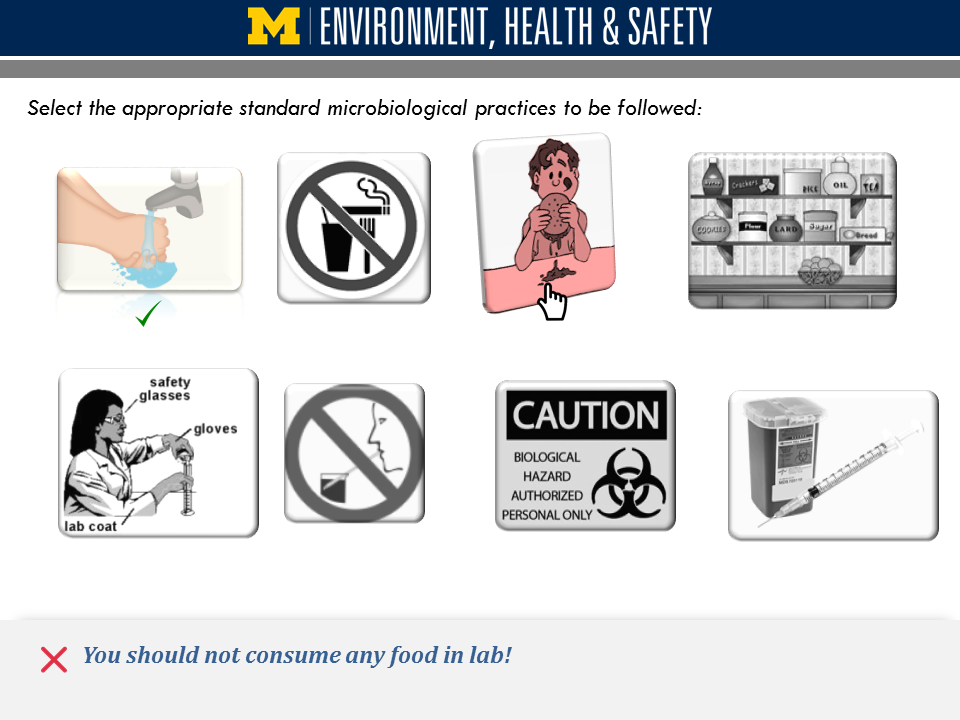 M | ENVIRONMENT, HEALTH & SAFETY
Select the appropriate standard microbiological practices to be followed:
Crackers
RICE
OIL
TEA
COOKIES
Flour
LARD
Sugar
Bread
safety
glasses
gloves
lab coat
CAUTION
BIOLOGICAL
HAZARD
AUTHORIZED
PERSONAL ONLY
You should not consume any food in lab!